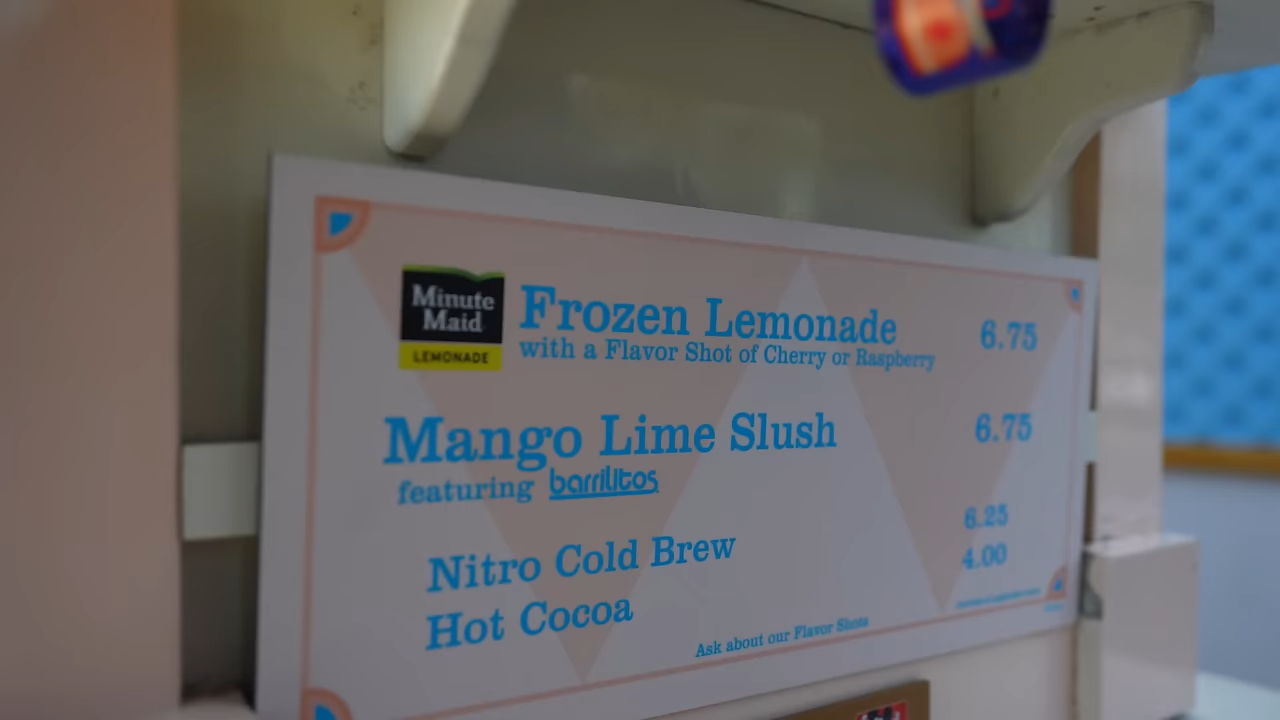 Minute
Maid
LEMONADE
Frozen Lemonade 6.75
with a Flavor Shot of Cherry or Raspberry
Mango Lime Slush 6.75
featuring barrilitos
Nitro Cold Brew 6.25
Hot Cocoa 4.00
Ask about our Flavor Shots